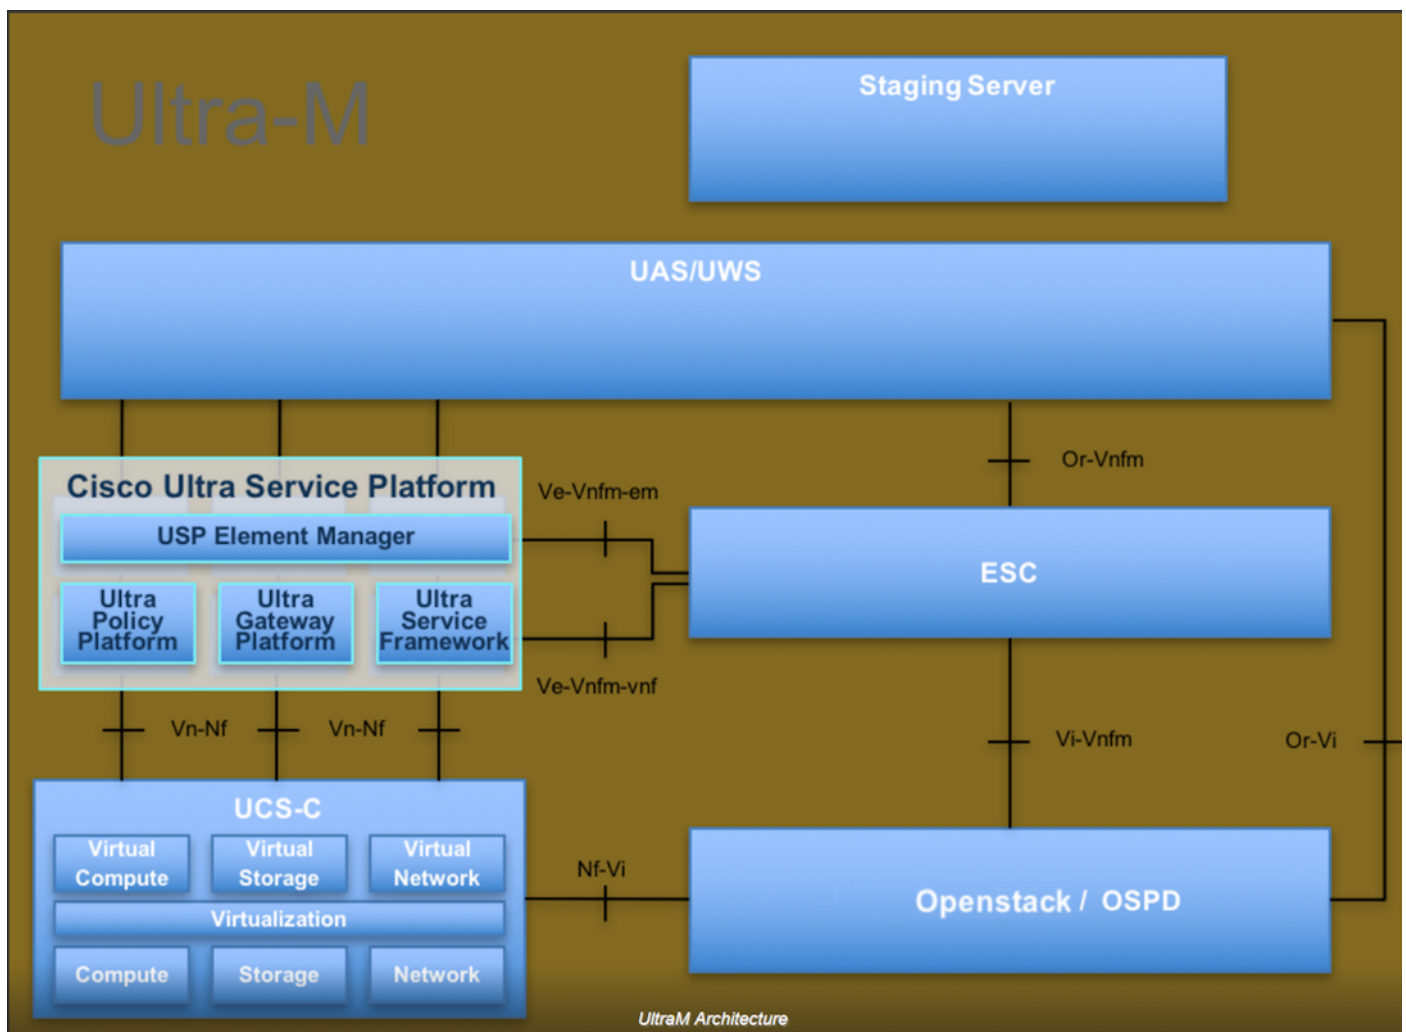 Ultra-M
Staging Server
UAS/UWS
Or-Vnfm
Cisco Ultra Service Platform
Ve-Vnfm-em
USP Element Manager
ESC
Ultra
Policy
Platform
Ultra
Gateway
Platform
Ultra
Service
Framework
Ve-Vnfm-vnf
Vn-Nf
Vn-Nf
Vi-Vnfm
Or-Vi
UCS-C
Virtual
Compute
Virtual
Storage
Virtual
Network
Nf-Vi
Openstack / OSPD
Virtualization
Compute
Storage
Network
UltraM Architecture